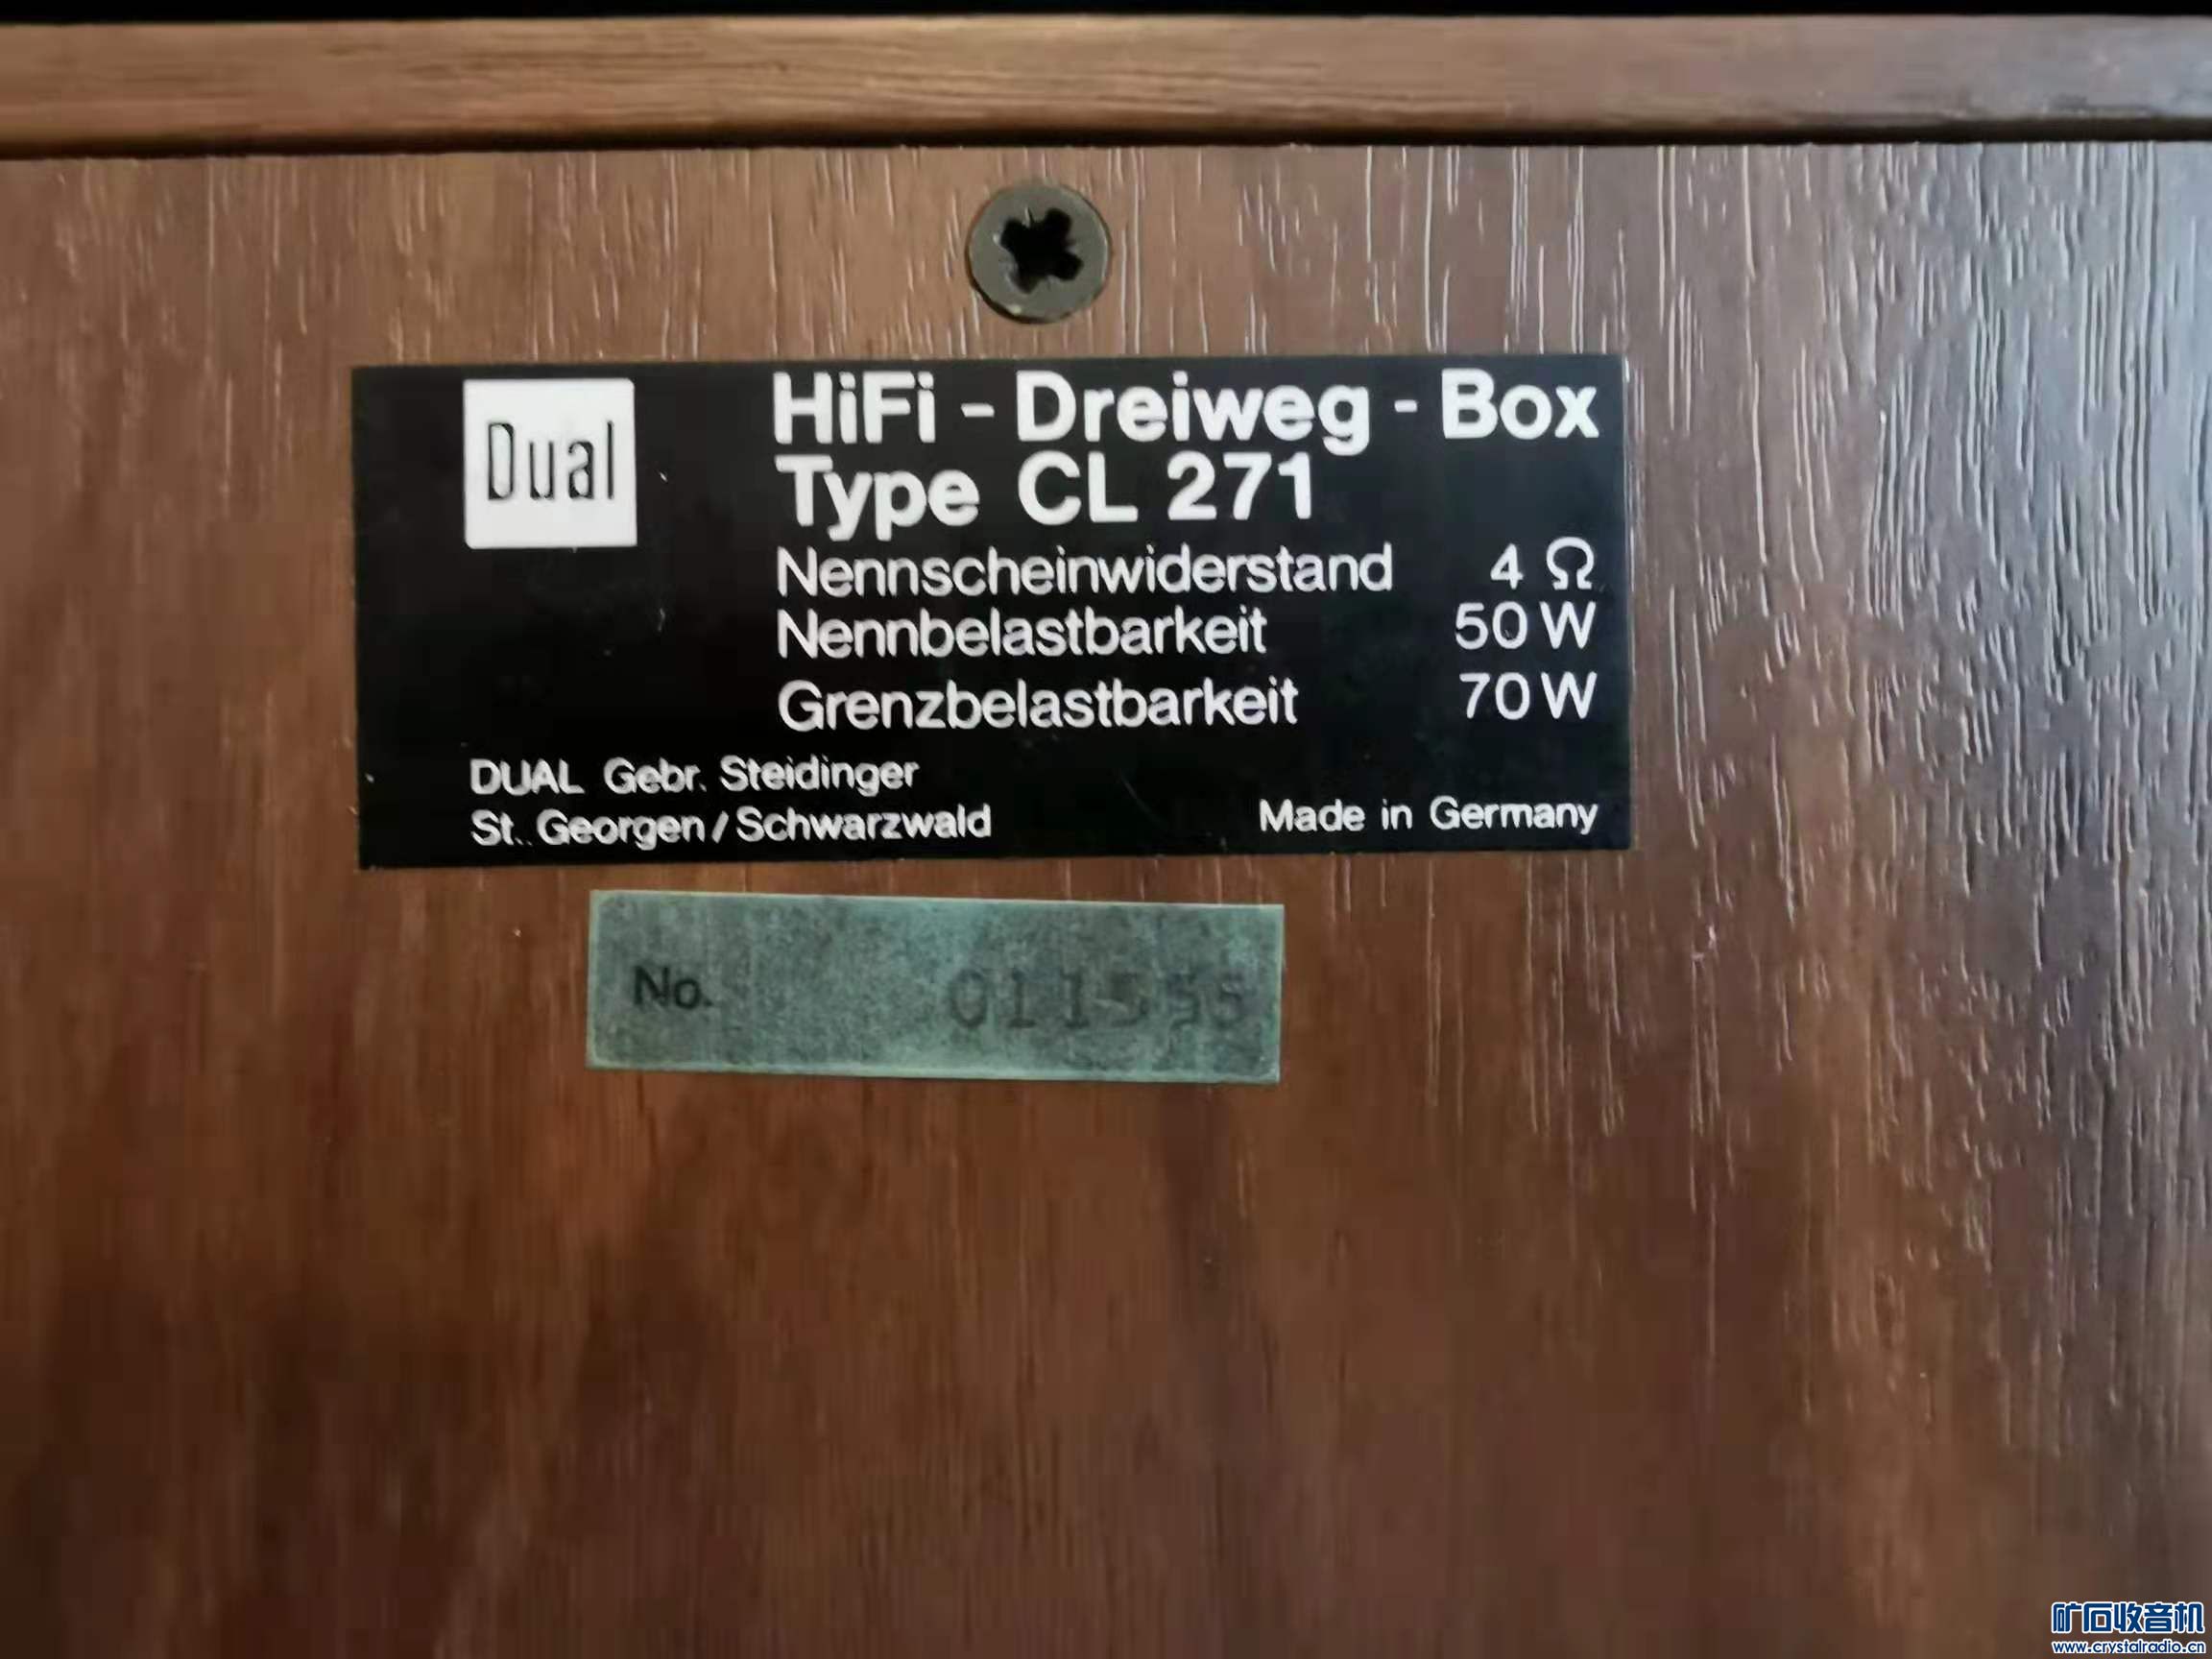 Dual
HiFi - Dreiweg - Box
Type CL 271
Nennscheinwiderstand 4 Ω
Nennbelastbarkeit 50 W
Grenzbelastbarkeit 70 W
DUAL Gebr. Steidinger
St. Georgen / Schwarzwald
Made in Germany
No.
矿石收音机
www.crystalradio.cn